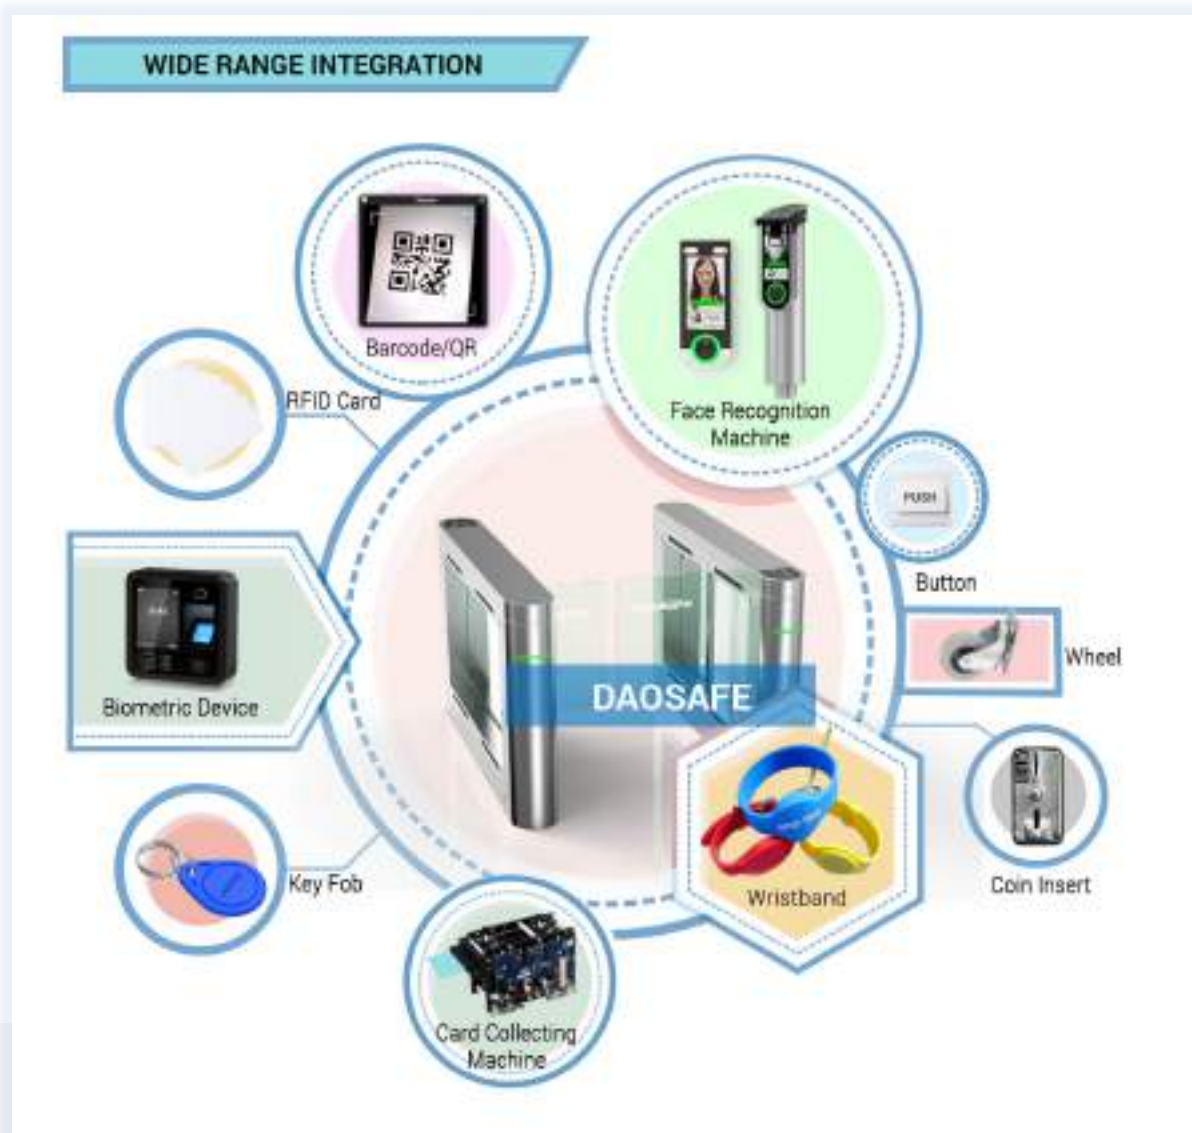 WIDE RANGE INTEGRATION
Barcode/QR
RFID Card
Face Recognition
Machine
PUSH
Button
Biometric Device
Wheel
DAOSAFE
Key Fob
Wristband
Coin Insert
Card Collecting
Machine